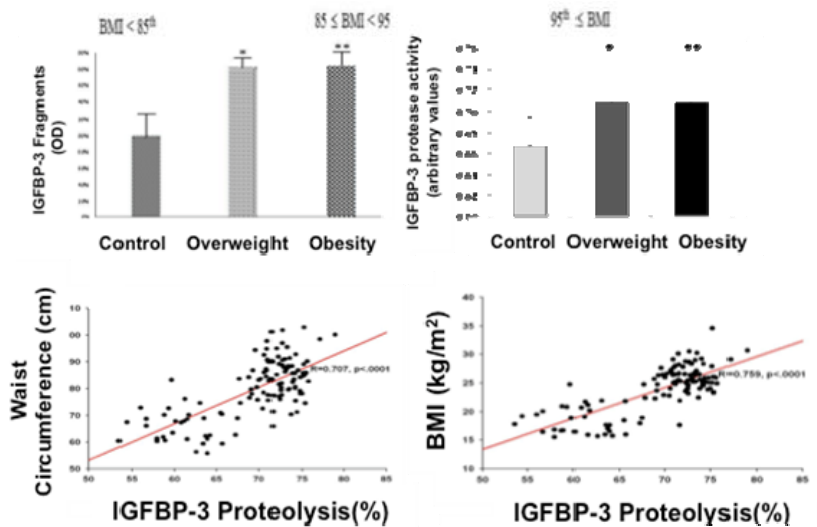 BMI < 85th
85 ≤ BMI < 95
95th ≤ BMI
* **
IGFBP-3 Fragments
(OD)
Control Overweight Obesity
IGFBP-3 protease activity
(arbitrary values)
Control Overweight Obesity
Waist
Circumference (cm)
10
00
90
80
70
60
50
R=0.707, p<.0001
50 55 60 65 70 75 80 85
IGFBP-3 Proteolysis(%)
BMI (kg/m²)
40
35
30
25
20
15
10
R=0.759, p<.0001
50 55 60 65 70 75 80 85
IGFBP-3 Proteolysis(%)